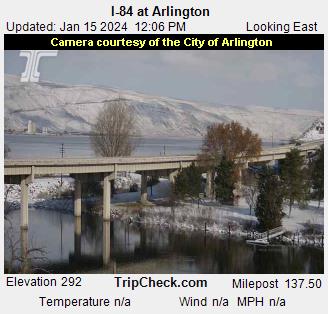 I-84 at Arlington
Updated: Jan 15 2024 12:06 PM Looking East
Camera courtesy of the City of Arlington
Elevation 292 TripCheck.com Milepost 137.50
Temperature n/a Wind n/a MPH n/a